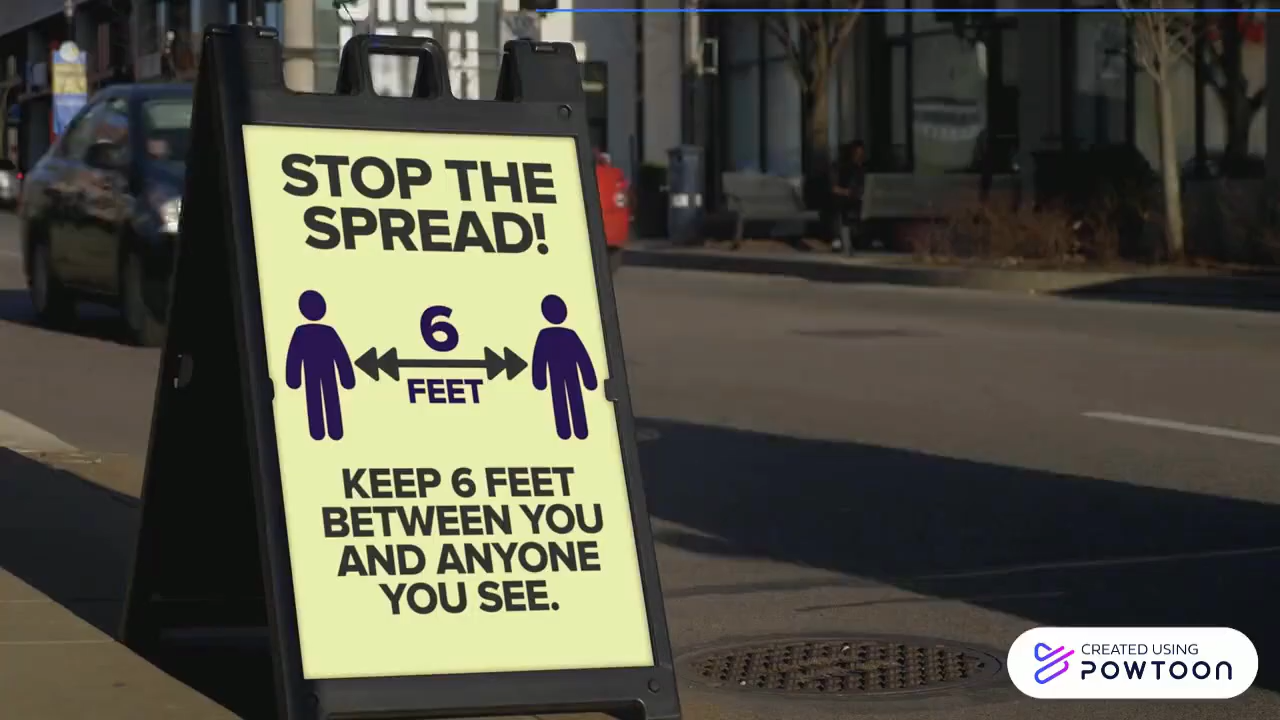 STOP THE
SPREAD!
6
FEET
KEEP 6 FEET
BETWEEN YOU
AND ANYONE
YOU SEE.
CREATED USING
POWTOON